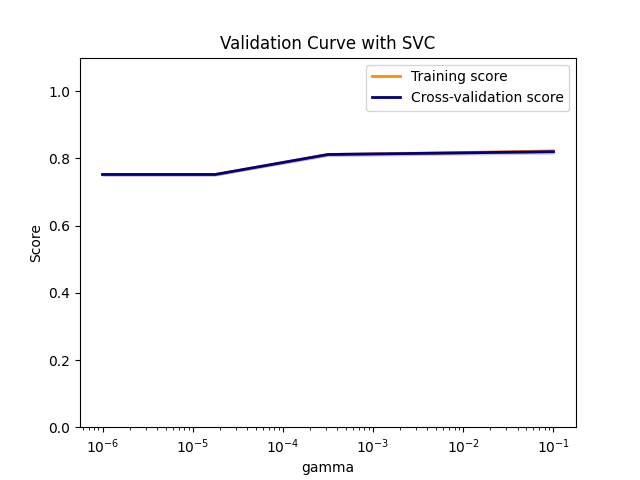 Validation Curve with SVC
Training score
Cross-validation score
Score
1.0
0.8
0.6
0.4
0.2
0.0
10⁻⁶ 10⁻⁵ 10⁻⁴ 10⁻³ 10⁻² 10⁻¹
gamma